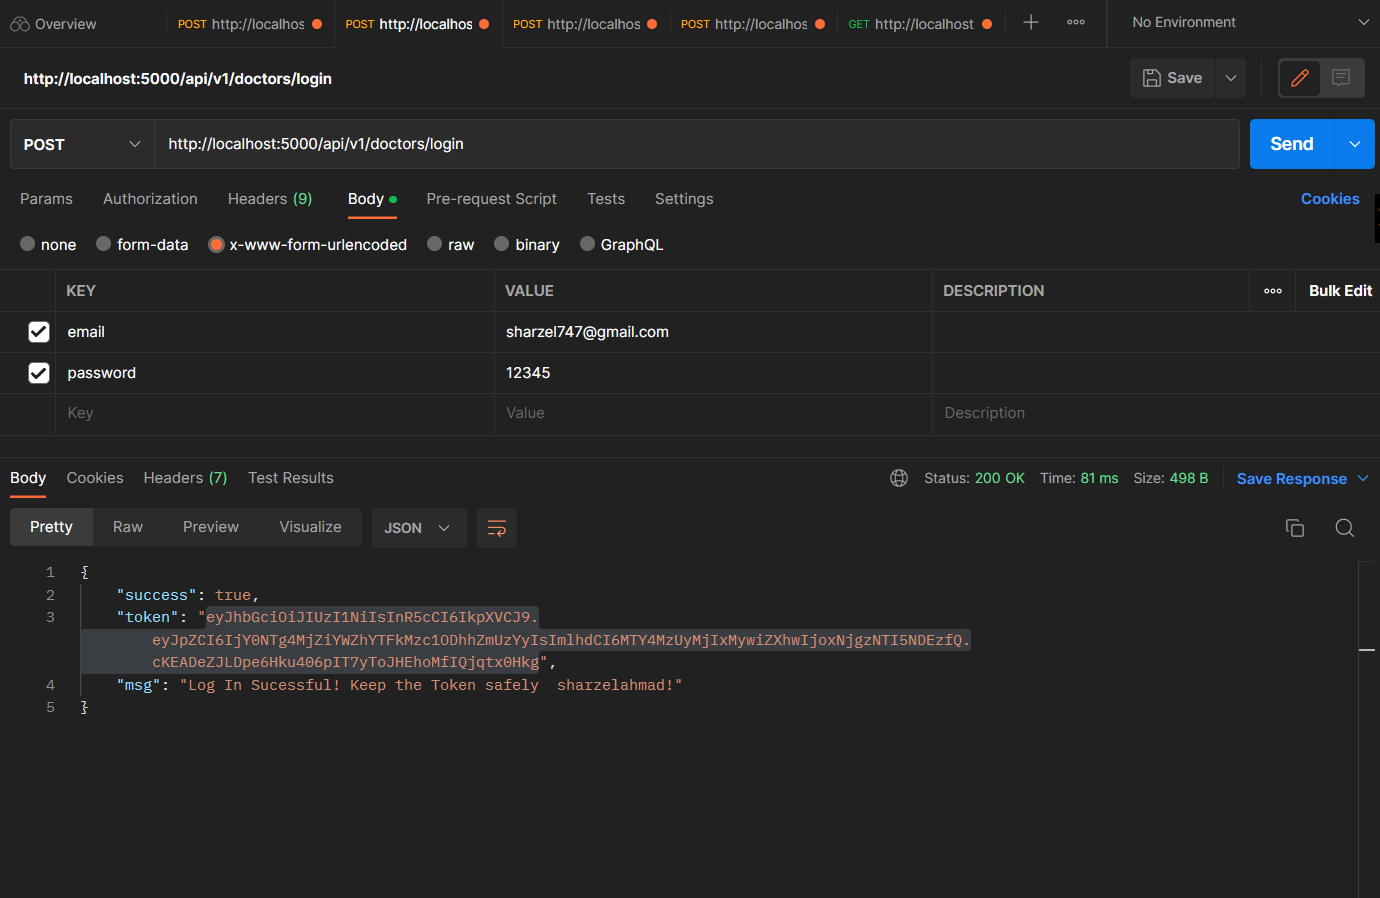 Overview POST http://localhos POST http://localhos POST http://localhos POST http://localhos GET http://localhost No Environment
http://localhost:5000/api/v1/doctors/login Save
POST http://localhost:5000/api/v1/doctors/login Send
Params Authorization Headers (9) Body Pre-request Script Tests Settings Cookies
none form-data x-www-form-urlencoded raw binary GraphQL
KEY VALUE DESCRIPTION Bulk Edit
email sharzel747@gmail.com
password 12345
Key Value Description
Body Cookies Headers (7) Test Results Status: 200 OK Time: 81 ms Size: 498 B Save Response
Pretty Raw Preview Visualize JSON
1 {
2 "success": true,
3 "token": "eyJhbGciOiJIUzI1NiIsInR5cCI6IkpXVCJ9.
eyJpZCI6IjY0NTg4MjZiYWZhYTFkMzc1ODhhZmUzYyIsImlhdCI6MTY4MzUyMjIxMywiZXhwIjoxNjgzNTI5NDEzfQ.
cKEADeZJLDpe6Hku406pIT7yToJHEhoMfIQjqtx0Hkg",
4 "msg": "Log In Sucessful! Keep the Token safely  sharzelahmad!"
5 }